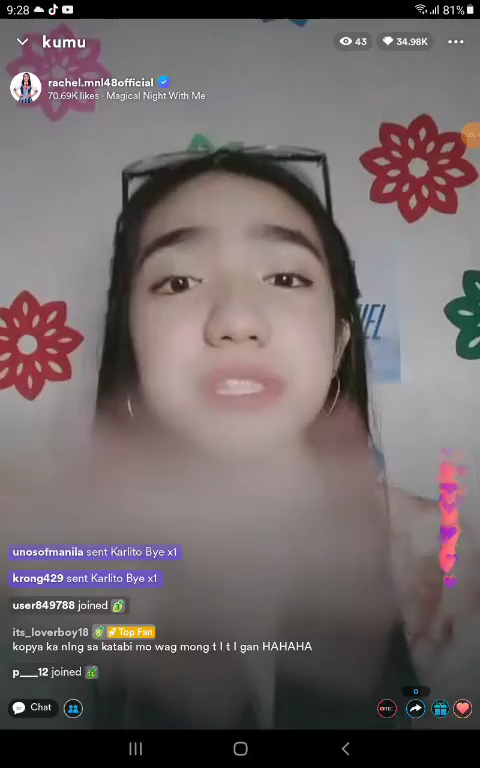 9:28
81%
kumu
43
34.98K
rachel.mnl48official
70.69K likes · Magical Night With Me
unosofmanila sent Karlito Bye x1
krong429 sent Karlito Bye x1
user849788 joined
its_loverboy18 Top Fan
kopya ka nlng sa katabi mo wag mong t I t I gan HAHAHA
p___12 joined
0
Chat